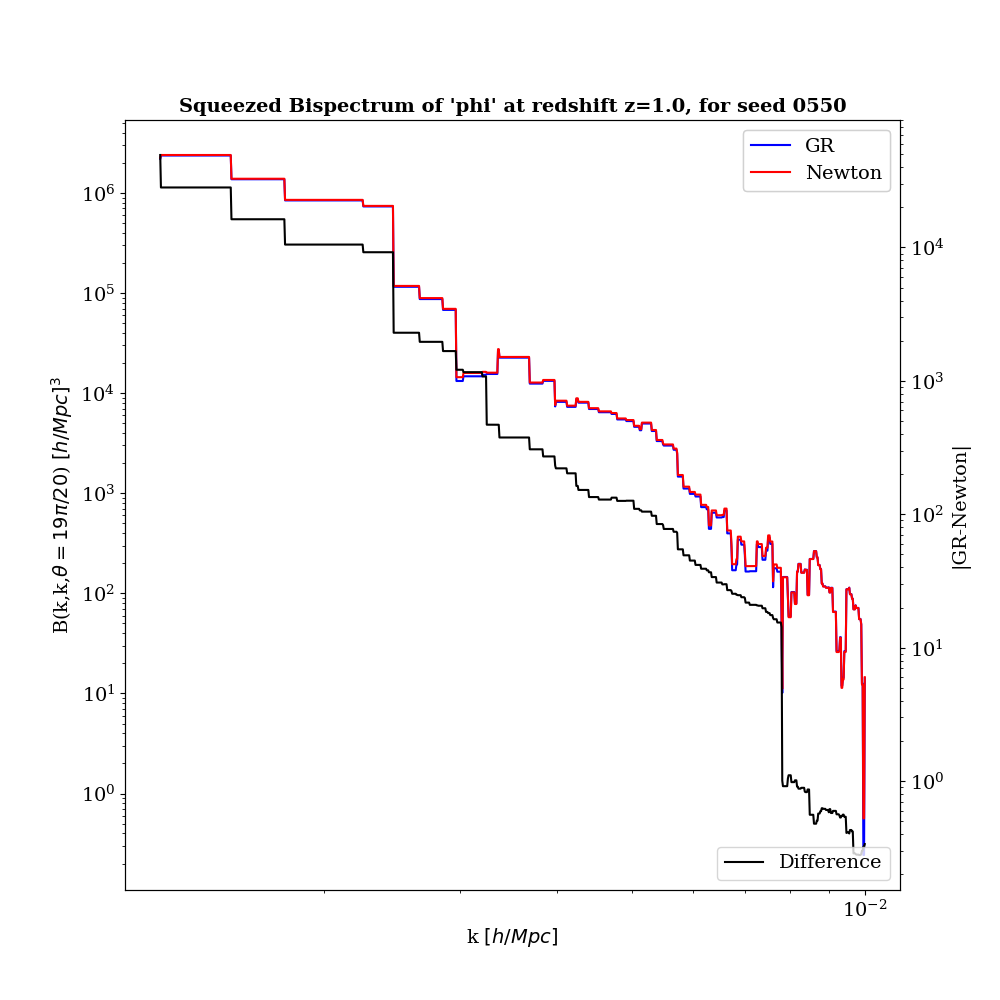 Squeezed Bispectrum of 'phi' at redshift z=1.0, for seed 0550
GR
Newton
10^6
10^5
10^4
10^3
10^2
10^1
10^0
B(k,k,θ = 19π/20) [h/Mpc]^3
10^4
10^3
10^2
10^1
10^0
|GR-Newton|
Difference
10^−2
k [h/Mpc]